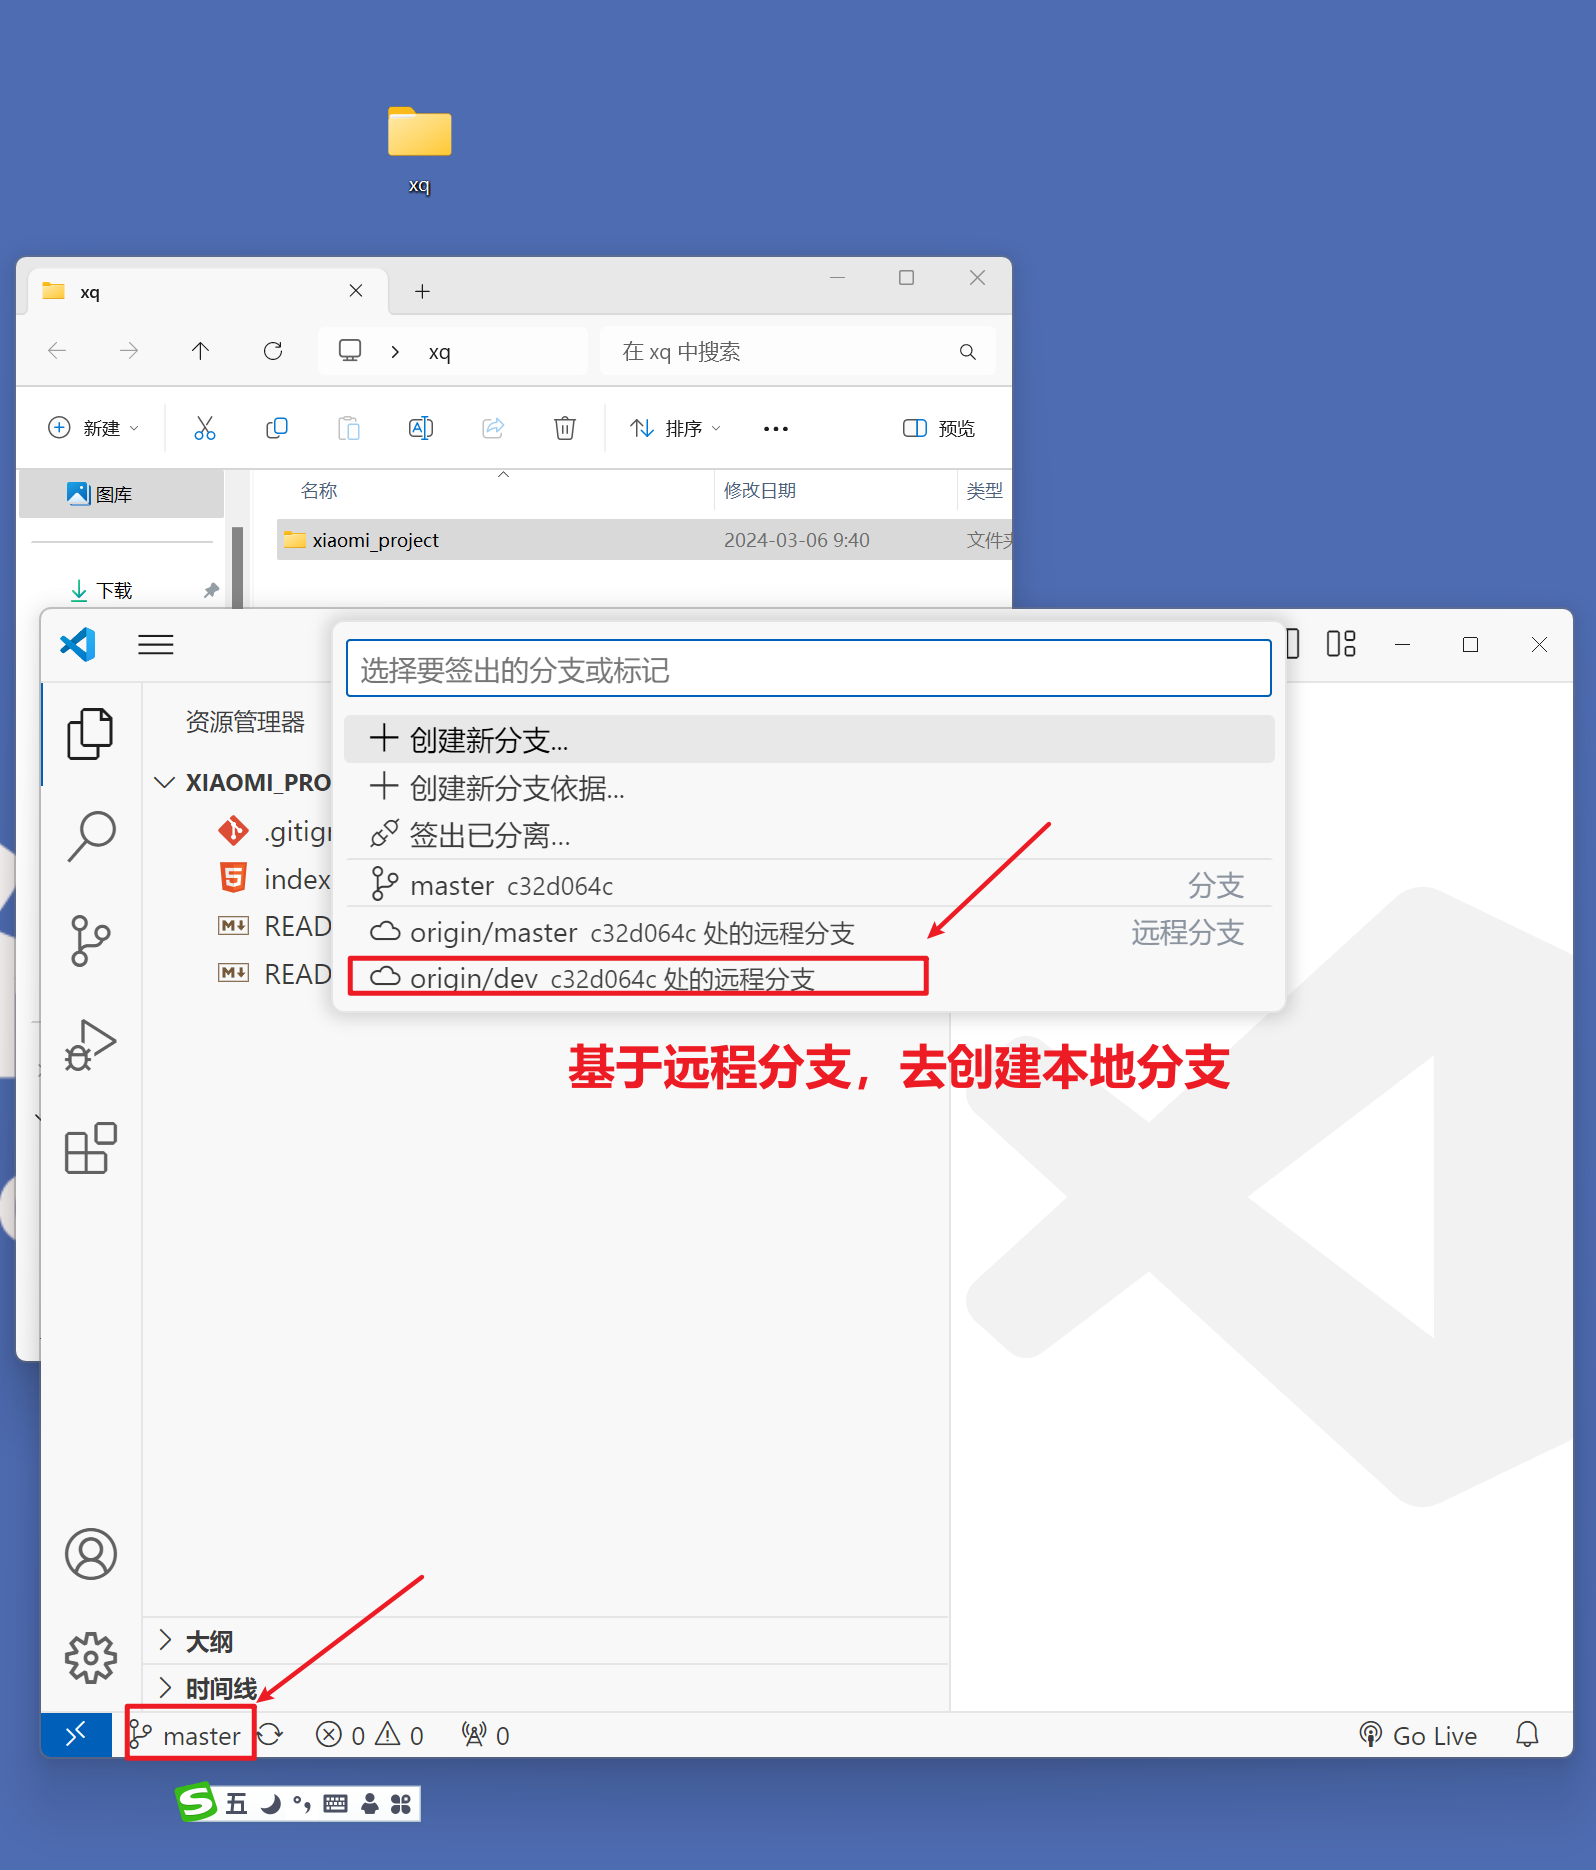 xq
xq
xq
在 xq 中搜索
新建
排序
预览
图库
名称
修改日期
类型
xiaomi_project
2024-03-06 9:40
文件夹
下载
选择要签出的分支或标记
资源管理器
创建新分支...
XIAOMI_PRO
创建新分支依据...
.gitign
签出已分离...
index
master c32d064c
分支
READ
origin/master c32d064c 处的远程分支
远程分支
READ
origin/dev c32d064c 处的远程分支
基于远程分支，去创建本地分支
大纲
时间线
master
0
0
0
Go Live
五